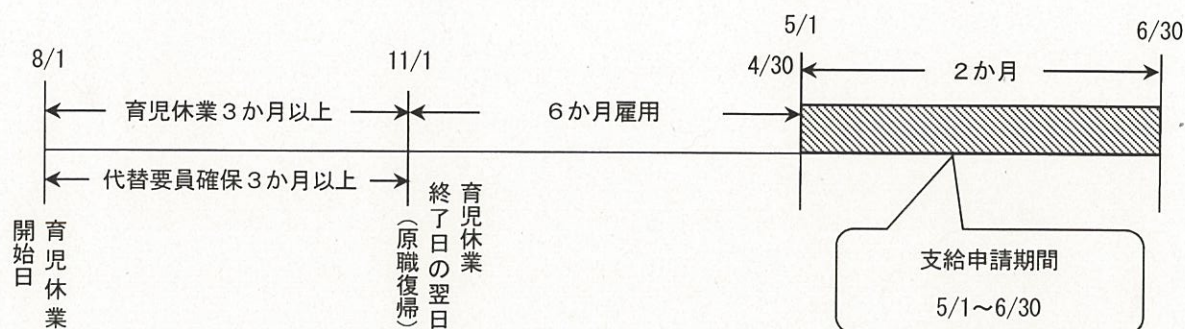 5/1
6/30
8/1
11/1
4/30
2か月
育児休業3か月以上
6か月雇用
代替要員確保3か月以上
育児休業
開始日
育児休業
終了日の翌日
(原職復帰)
支給申請期間
5/1～6/30